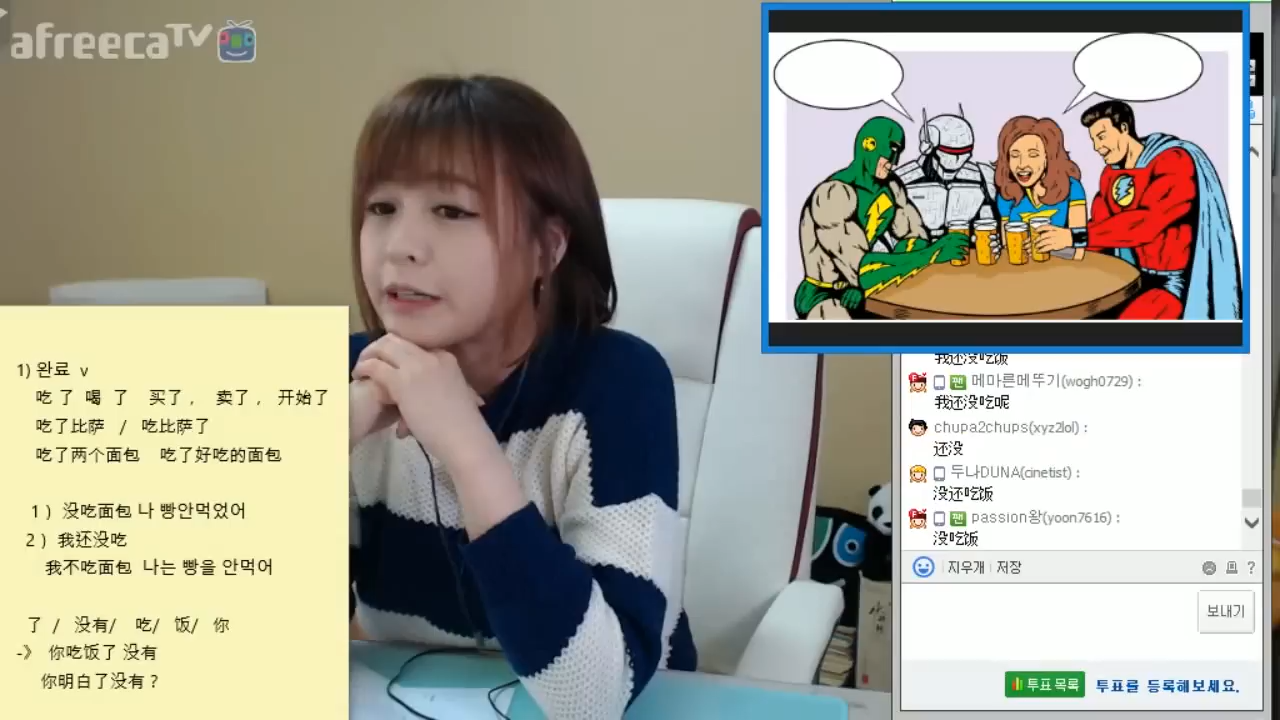 afreecaTV
1) 완료 v
吃 了 喝 了 买了， 卖了， 开始了
吃了比萨 / 吃比萨了
吃了两个面包 吃了好吃的面包
1 ）没吃面包 나 빵안먹었어
2 ）我还没吃
我不吃面包 나는 빵을 안먹어
了 / 没有/ 吃/ 饭/ 你
-》 你吃饭了 没有
你明白了没有？
我还没吃饭
팬 메마른메뚜기(wogh0729) :
我还没吃呢
chupa2chups(xyz2lol) :
还没
두나DUNA(cinetist) :
没还吃饭
팬 passion왕(yoon7616) :
没吃饭
지우개 저장 ?
보내기
투표 목록 투표를 등록해보세요.